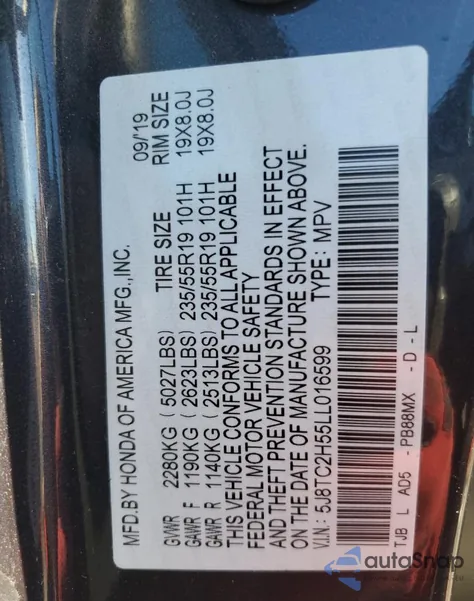 MFD.BY HONDA OF AMERICA MFG.,INC. 09/'19
GVWR 2280KG (5027LBS) TIRE SIZE RIM SIZE
GAWR F 1190KG (2623LBS) 235/55R19 101H 19X8.0J
GAWR R 1140KG (2513LBS) 235/55R19 101H 19X8.0J
THIS VEHICLE CONFORMS TO ALL APPLICABLE
FEDERAL MOTOR VEHICLE SAFETY
AND THEFT PREVENTION STANDARDS IN EFFECT
ON THE DATE OF MANUFACTURE SHOWN ABOVE.
V.I.N.: 5J8TC2H55LL016599 TYPE: MPV
TJB L AD5 - PB88MX - D - L
autoSnap